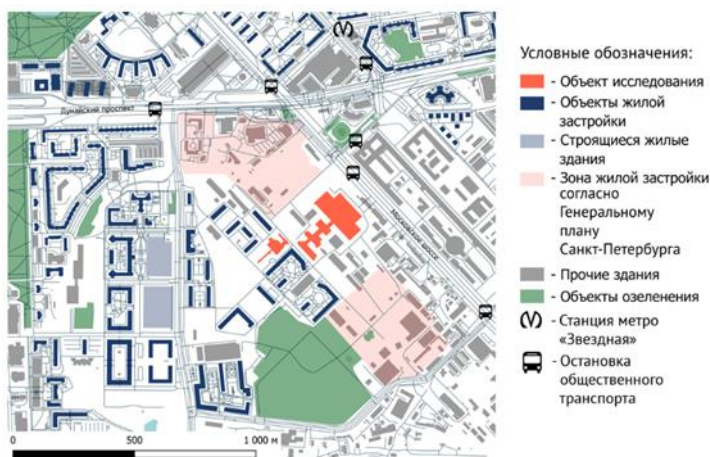 Дунайский проспект
Московское шоссе
0
500
1 000 м
Условные обозначения:
- Объект исследования
- Объекты жилой
застройки
- Строящиеся жилые
здания
- Зона жилой застройки
согласно
Генеральному
плану
Санкт-Петербурга
- Прочие здания
- Объекты озеленения
- Станция метро
«Звездная»
- Остановка
общественного
транспорта